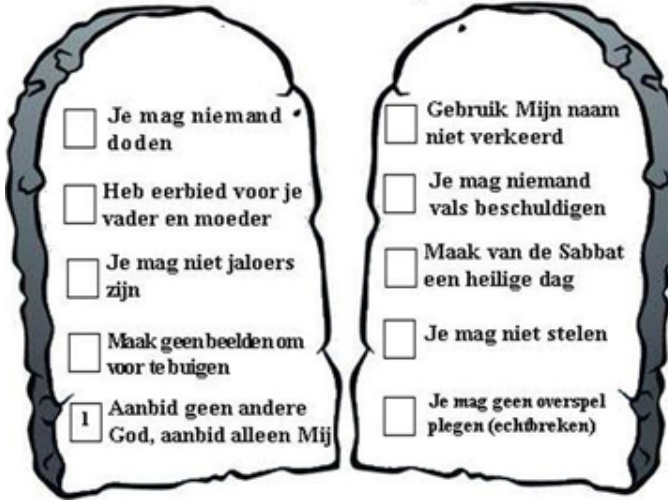 Je mag niemand
doden
Heb eerbied voor je
vader en moeder
Je mag niet jaloers
zijn
Maak geen beelden om
voor te buigen
1 Aanbid geen andere
God, aanbid alleen Mij
Gebruik Mijn naam
niet verkeerd
Je mag niemand
vals beschuldigen
Maak van de Sabbat
een heilige dag
Je mag niet stelen
Je mag geen overspel
plegen (echtbreken)